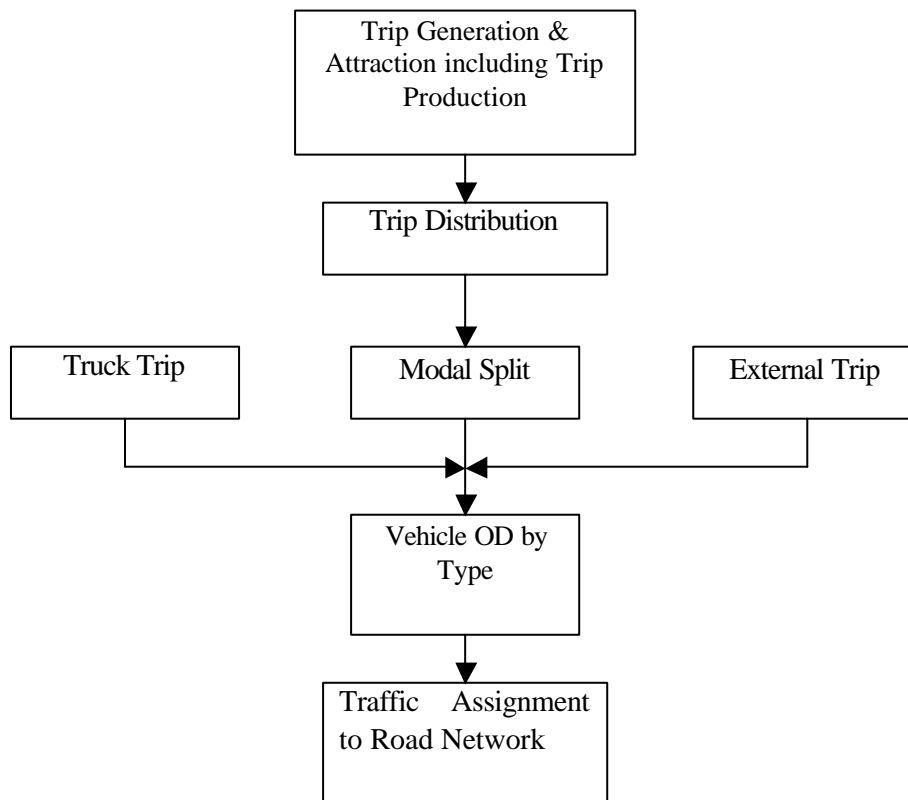 Trip Generation &
Attraction including Trip
Production
Trip Distribution
Truck Trip
Modal Split
External Trip
Vehicle OD by
Type
Traffic Assignment
to Road Network